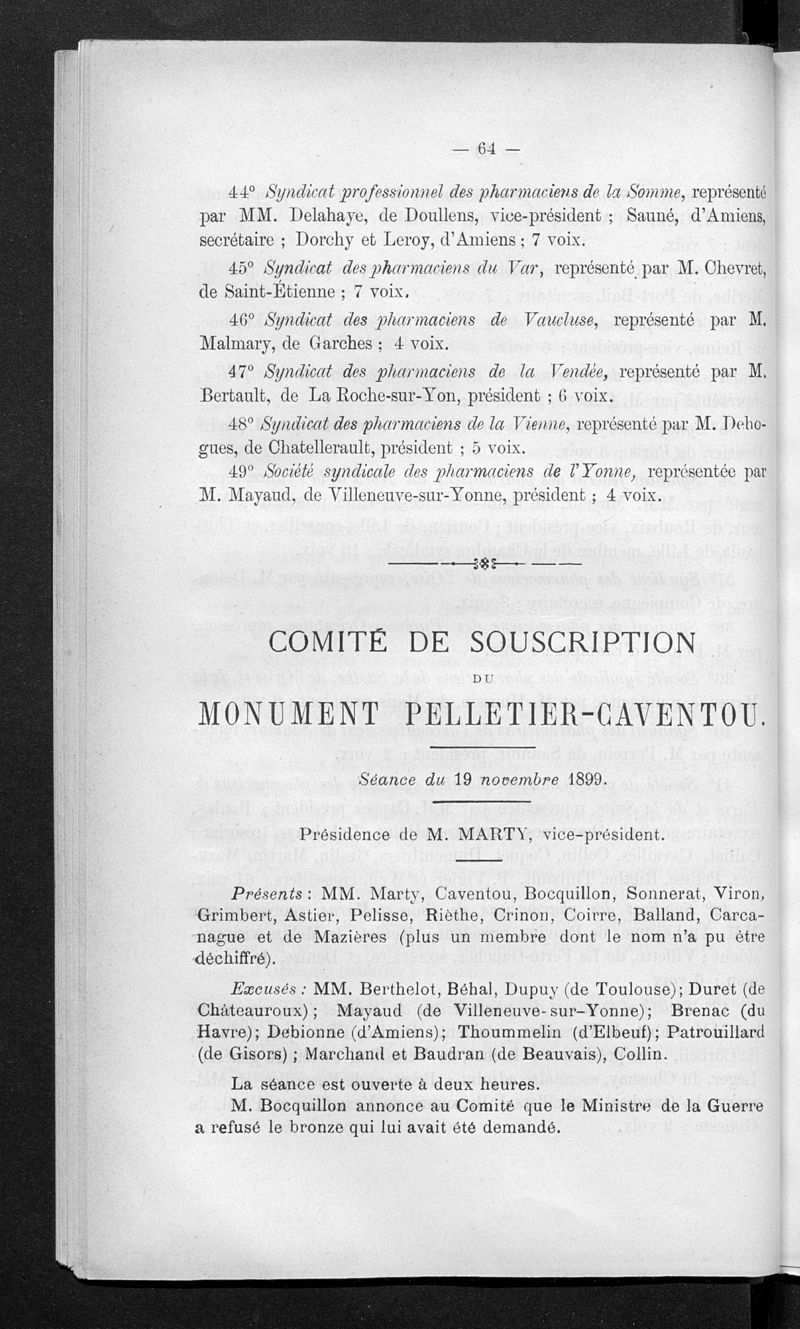 — 64 —
44° Syndicat professionnel des pharmaciens de la Somme, représenté
par MM. Delahaye, de Doullens, vice-président ; Sauné, d'Amiens,
secrétaire ; Dorchy et Leroy, d'Amiens ; 7 voix.
45° Syndicat des pharmaciens du Var, représenté par M. Chevret,
de Saint-Étienne ; 7 voix.
46° Syndicat des pharmaciens de Vaucluse, représenté par M.
Malmary, de Garches ; 4 voix.
47° Syndicat des pharmaciens de la Vendée, représenté par M.
Bertault, de La Roche-sur-Yon, président ; 6 voix.
48° Syndicat des pharmaciens de la Vienne, représenté par M. Deho-
gues, de Chatellerault, président ; 5 voix.
49° Société syndicale des pharmaciens de l'Yonne, représentée par
M. Mayaud, de Villeneuve-sur-Yonne, président ; 4 voix.
COMITÉ DE SOUSCRIPTION
DU
MONUMENT PELLETIER-CAVENTOU.
Séance du 19 novembre 1899.
Présidence de M. MARTY, vice-président.
Présents : MM. Marty, Caventou, Bocquillon, Sonnerat, Viron,
Grimbert, Astier, Pelisse, Rièthe, Crinon, Coirre, Balland, Carca-
nague et de Mazières (plus un membre dont le nom n'a pu être
déchiffré).
Excusés : MM. Berthelot, Béhal, Dupuy (de Toulouse); Duret (de
Châteauroux) ; Mayaud (de Villeneuve-sur-Yonne); Brenac (du
Havre); Debionne (d'Amiens); Thoummelin (d'Elbeuf); Patrouillard
(de Gisors) ; Marchand et Baudran (de Beauvais), Collin.
La séance est ouverte à deux heures.
M. Bocquillon annonce au Comité que le Ministre de la Guerre
a refusé le bronze qui lui avait été demandé.